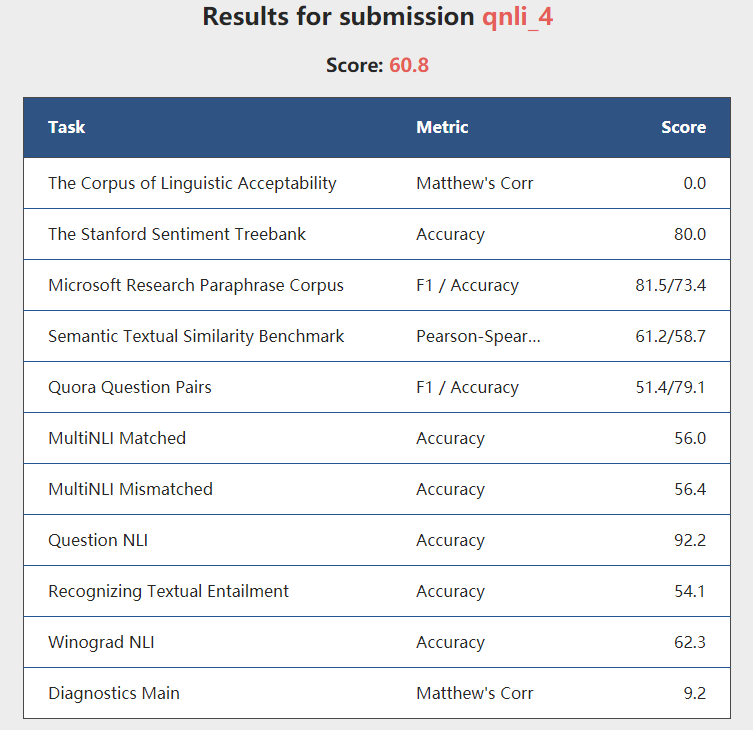 Results for submission qnli_4
Score: 60.8
Task Metric Score
The Corpus of Linguistic Acceptability Matthew's Corr 0.0
The Stanford Sentiment Treebank Accuracy 80.0
Microsoft Research Paraphrase Corpus F1 / Accuracy 81.5/73.4
Semantic Textual Similarity Benchmark Pearson-Spear... 61.2/58.7
Quora Question Pairs F1 / Accuracy 51.4/79.1
MultiNLI Matched Accuracy 56.0
MultiNLI Mismatched Accuracy 56.4
Question NLI Accuracy 92.2
Recognizing Textual Entailment Accuracy 54.1
Winograd NLI Accuracy 62.3
Diagnostics Main Matthew's Corr 9.2